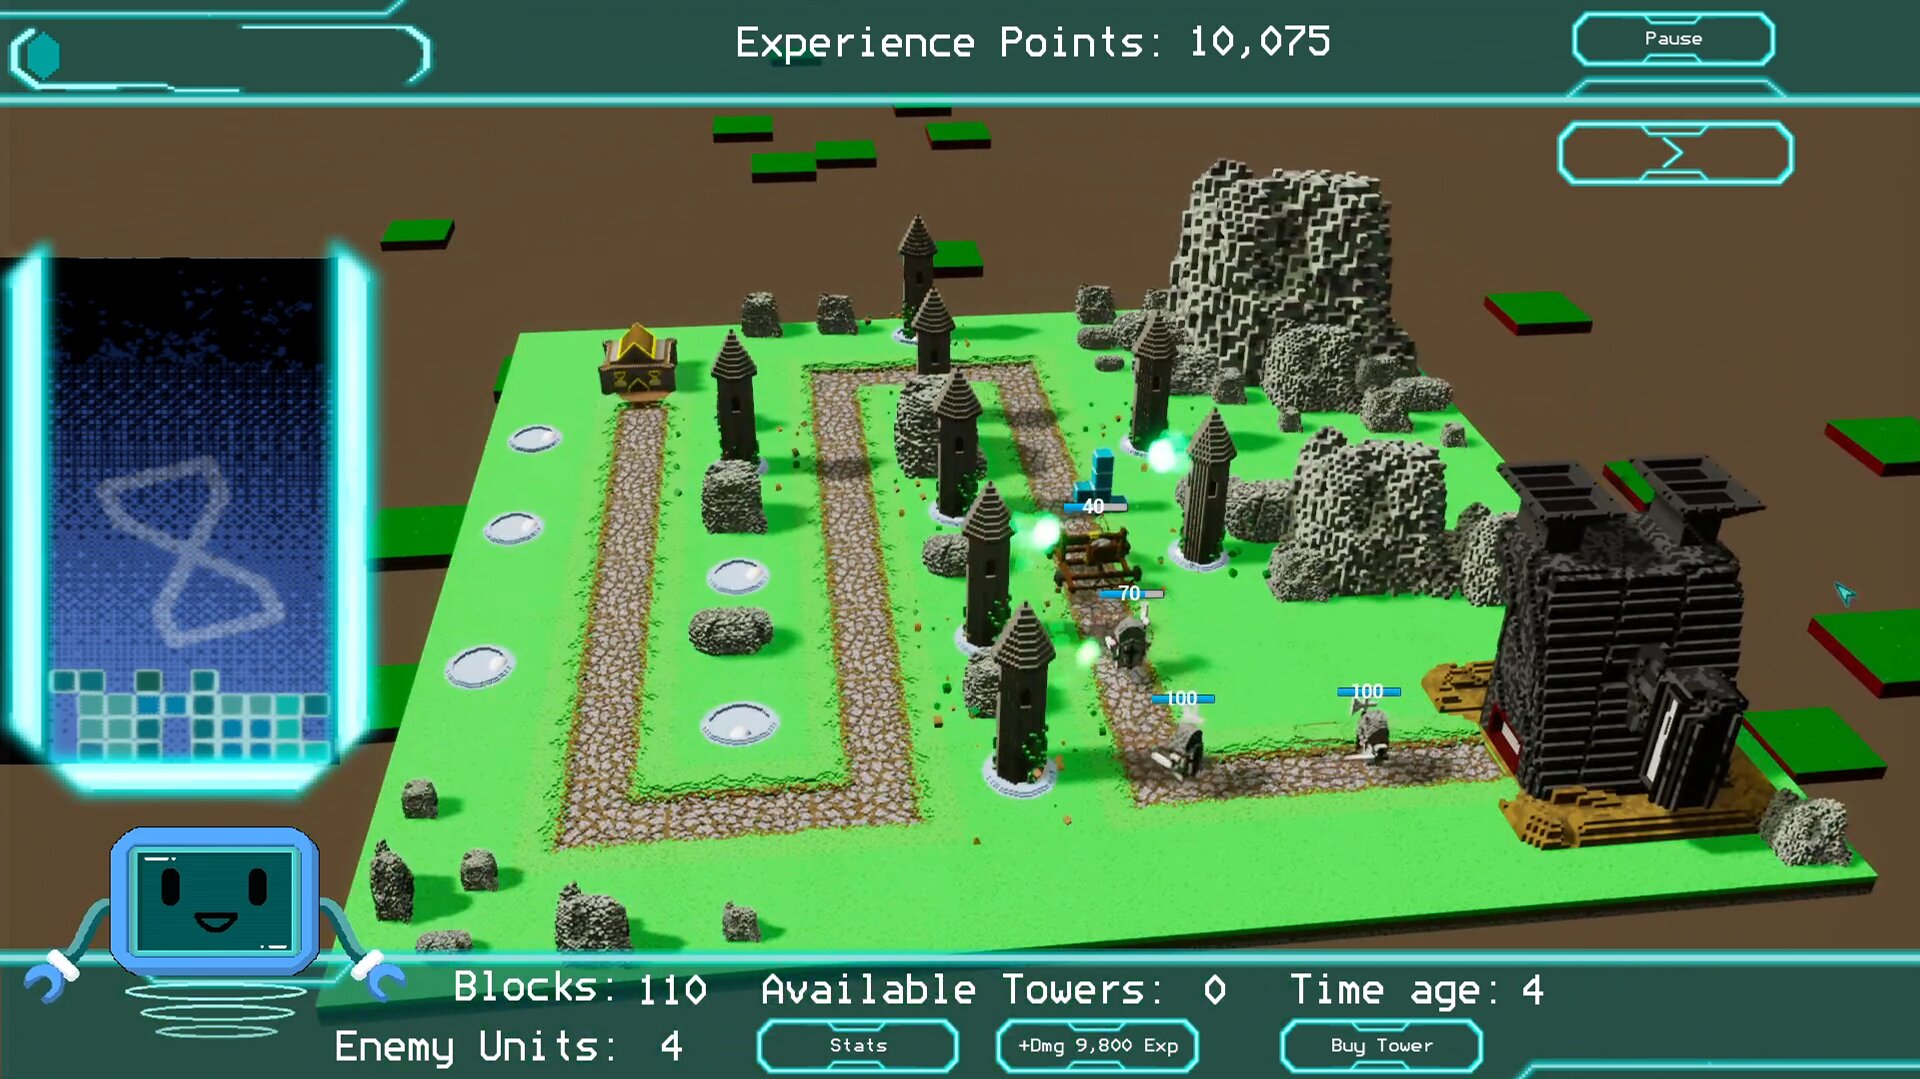 Experience Points: 10,075
Pause
40
70
100
100
Blocks: 110
Available Towers: 0
Time age: 4
Enemy Units: 4
Stats
+Dmg 9,800 Exp
Buy Tower